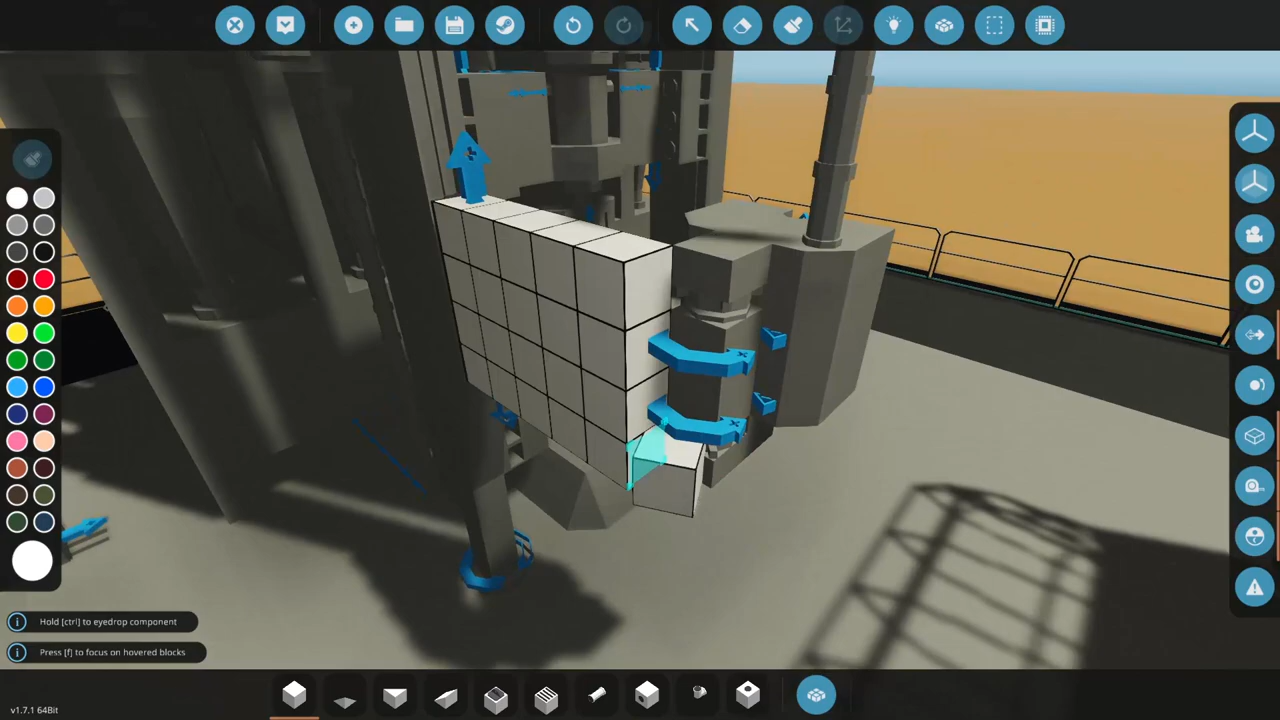 Hold [ctrl] to eyedrop component
Press [f] to focus on hovered blocks
v1.7.1 64Bit